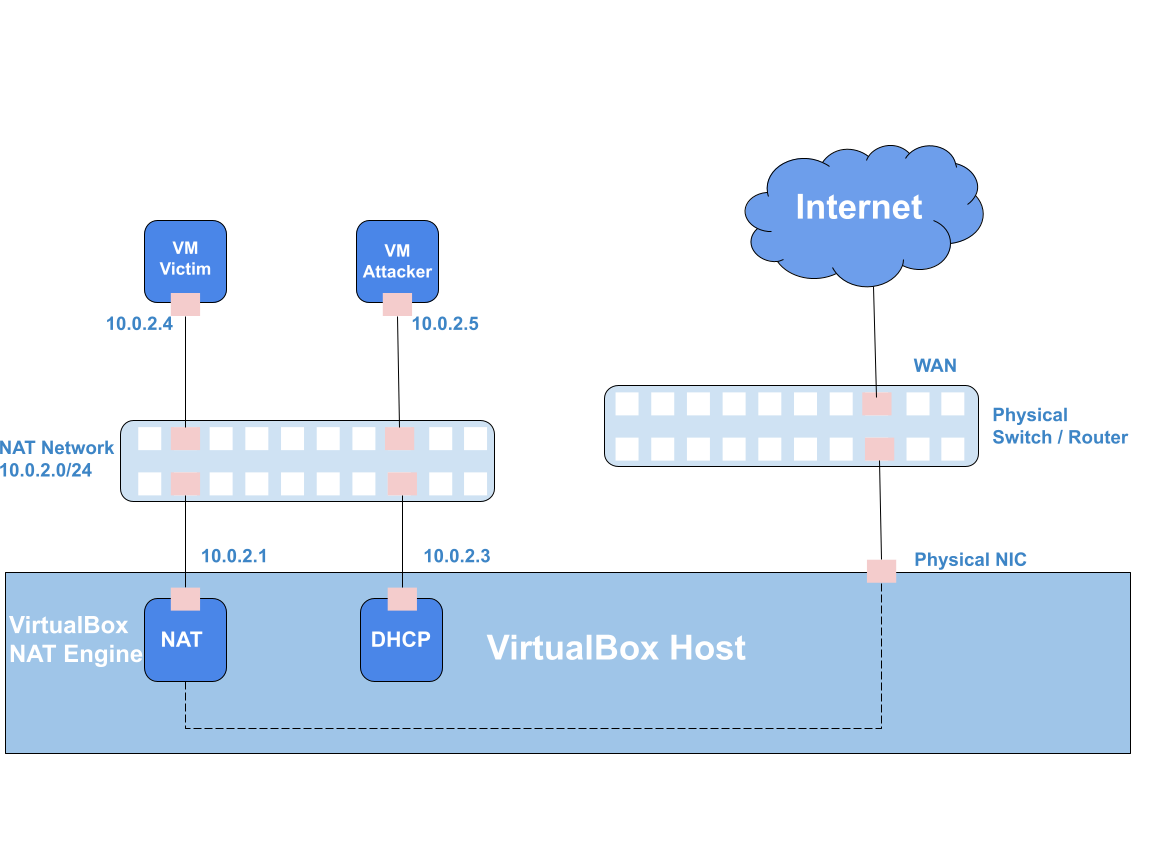 Internet
VM
Victim
VM
Attacker
10.0.2.4
10.0.2.5
WAN
Physical
Switch / Router
NAT Network
10.0.2.0/24
10.0.2.1
10.0.2.3
Physical NIC
VirtualBox
NAT Engine
NAT
DHCP
VirtualBox Host